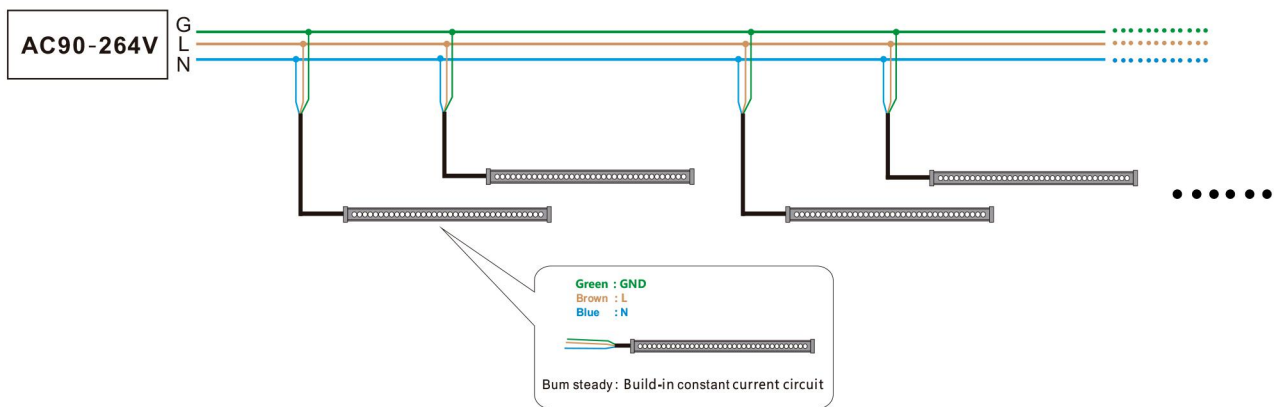 AC90-264V
G
L
N
Green : GND
Brown : L
Blue : N
Bum steady: Build-in constant current circuit